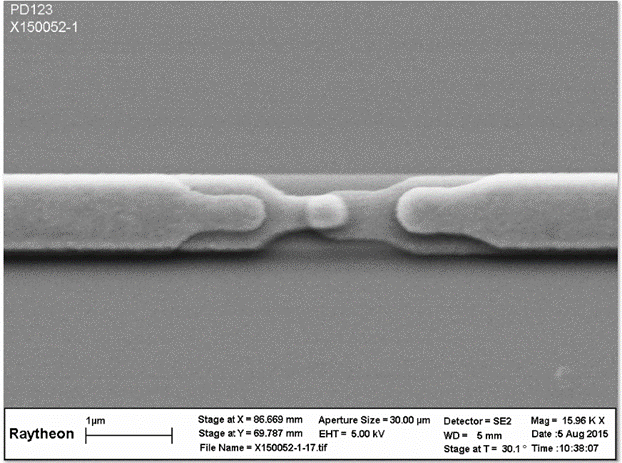 PD123
X150052-1
Raytheon
1µm
Stage at X = 86.669 mm Aperture Size = 30.00 µm Detector = SE2 Mag = 15.96 K X
Stage at Y = 69.787 mm EHT = 5.00 kV WD = 5 mm Date :5 Aug 2015
File Name = X150052-1-17.tif Stage at T = 30.1° Time :10:38:07